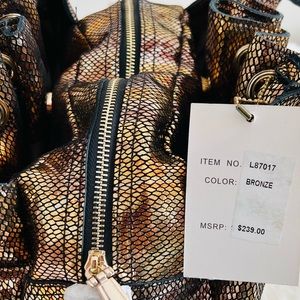 ITEM NO. L87017
COLOR: BRONZE
MSRP: $239.00